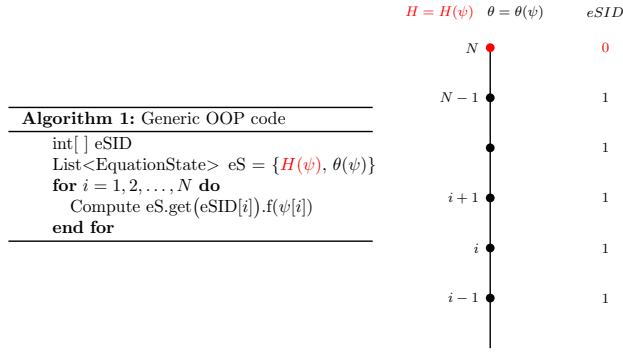 H = H(ψ) θ = θ(ψ) eSID
N 0
N − 1 1
1
i + 1 1
i 1
i − 1 1
Algorithm 1: Generic OOP code
int[ ] eSID
List<EquationState> eS = {H(ψ), θ(ψ)}
for i = 1, 2, . . . , N do
Compute eS.get(eSID[i]).f(ψ[i])
end for